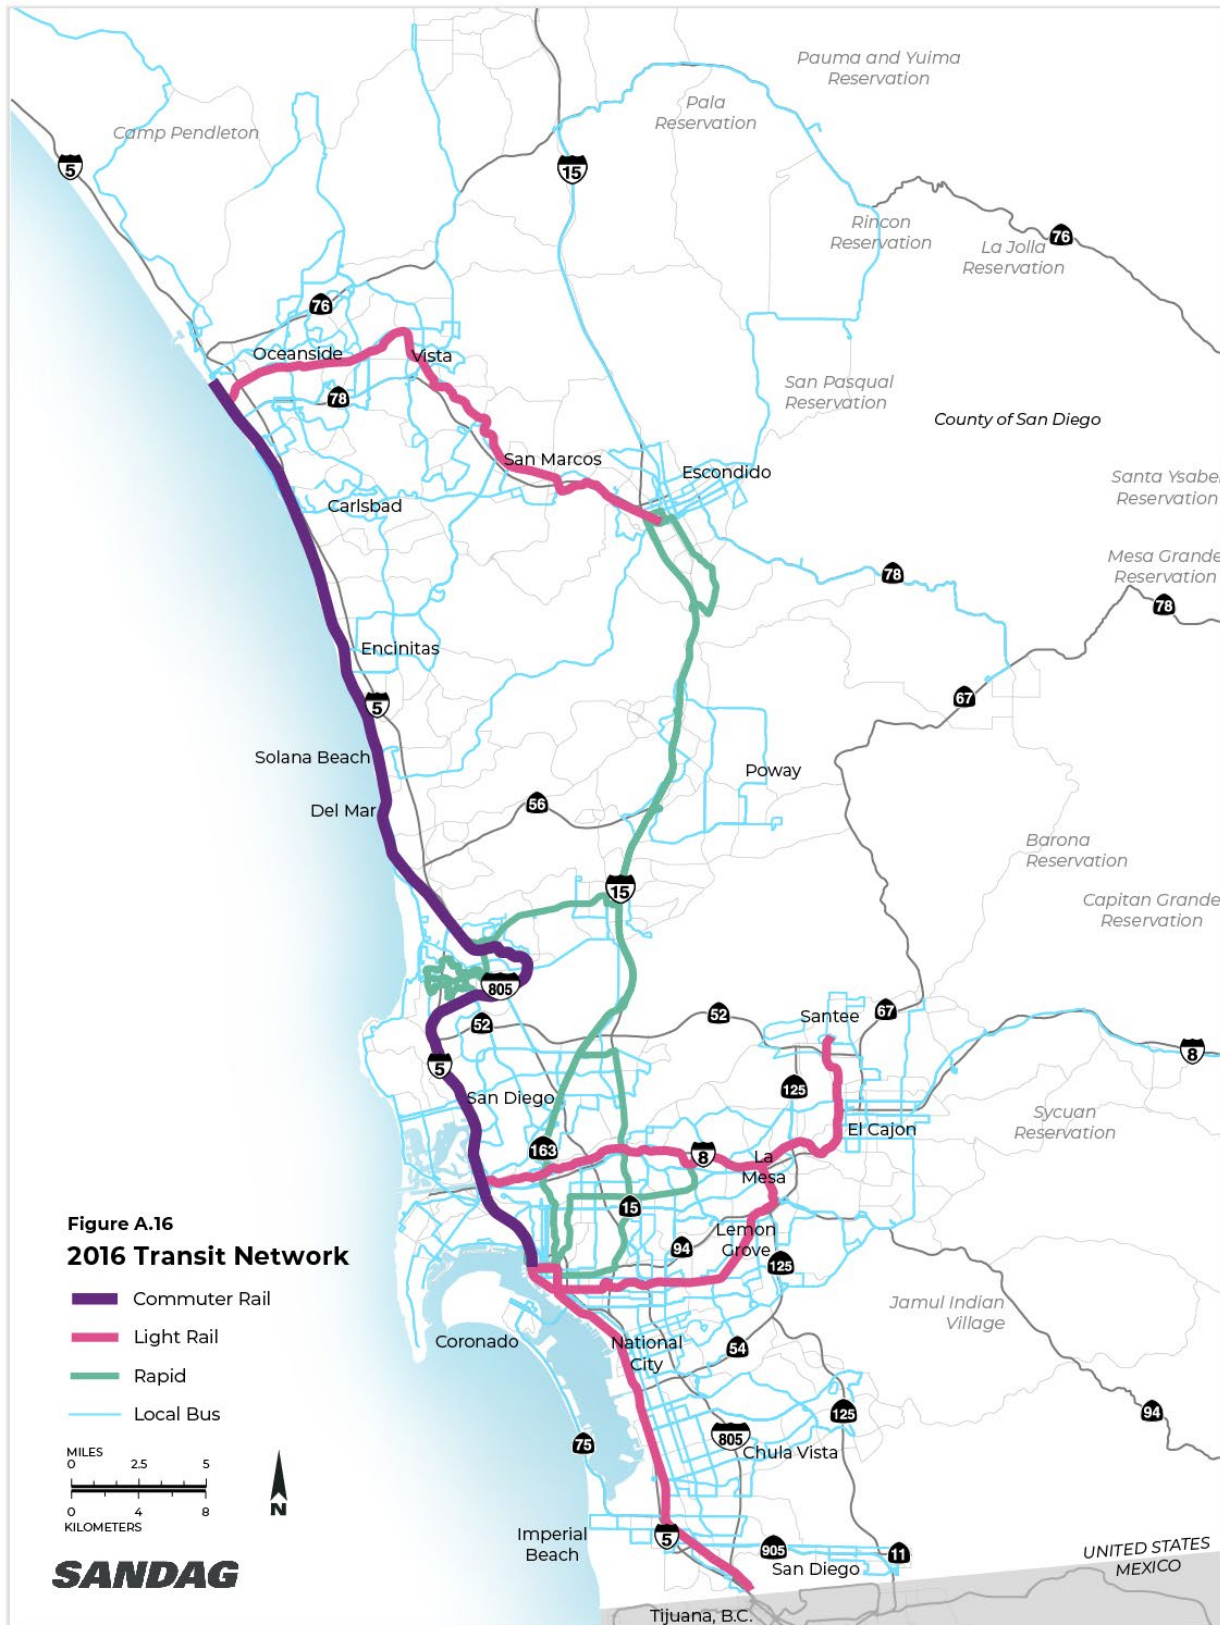 Pauma and Yuima
Reservation
Pala
Reservation
Camp Pendleton
5
15
Rincon
Reservation
La Jolla
Reservation
76
76
Oceanside
Vista
78
San Pasqual
Reservation
County of San Diego
San Marcos
Escondido
Santa Ysabe
Reservation
Carlsbad
Mesa Grande
Reservation
78
78
Encinitas
67
5
Solana Beach
Poway
Del Mar
56
Barona
Reservation
15
Capitan Grande
Reservation
805
Santee
67
52
52
8
5
125
San Diego
Sycuan
Reservation
El Cajon
163
8
La
Mesa
15
Lemon
Grove
94
125
Figure A.16
2016 Transit Network
Commuter Rail
Light Rail
Rapid
Local Bus
Jamul Indian
Village
Coronado
National
City
54
125
94
805
75
Chula Vista
MILES
0 2.5 5
0 4 8
KILOMETERS
N
Imperial
Beach
5
905
11
San Diego
UNITED STATES
MEXICO
SANDAG
Tijuana, B.C.